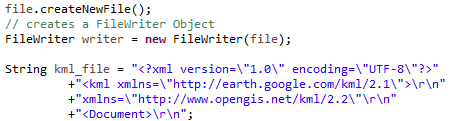 file.createNewFile();
// creates a FileWriter Object
FileWriter writer = new FileWriter(file);
String kml_file = "<?xml version=\"1.0\" encoding=\"UTF-8\"?>"
+"<kml xmlns=\"http://earth.google.com/kml/2.1\">\r\n"
+"xmlns=\"http://www.opengis.net/kml/2.2\"\r\n"
+"<Document>\r\n";